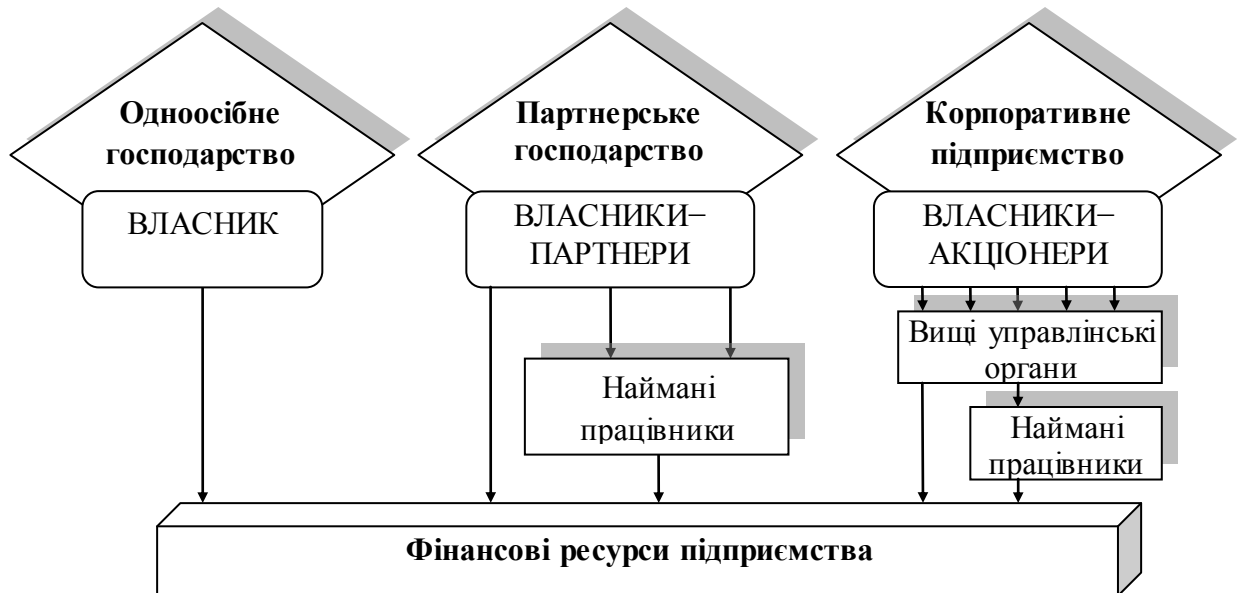 Одноосібне
господарство
ВЛАСНИК
Партнерське
господарство
ВЛАСНИКИ−
ПАРТНЕРИ
Наймані
працівники
Корпоративне
підприємство
ВЛАСНИКИ−
АКЦІОНЕРИ
Вищі управлінські
органи
Наймані
працівники
Фінансові ресурси підприємства